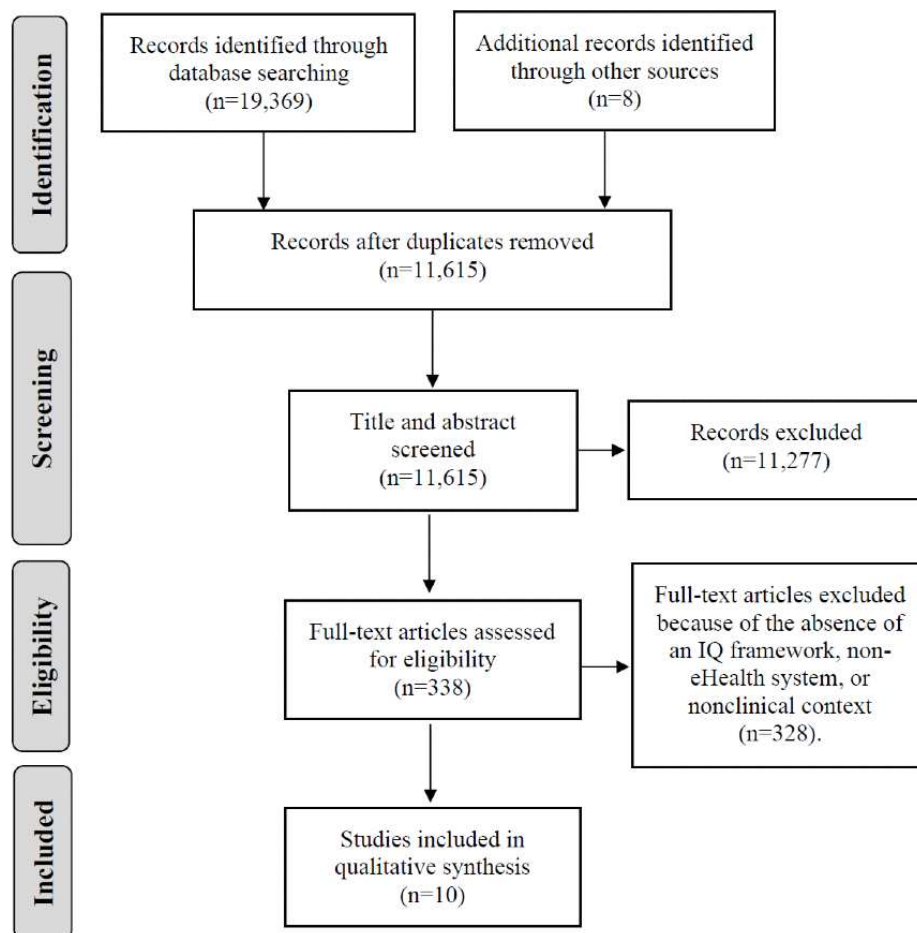 Identification
Records identified through
database searching
(n=19,369)
Additional records identified
through other sources
(n=8)
Records after duplicates removed
(n=11,615)
Screening
Title and abstract
screened
(n=11,615)
Records excluded
(n=11,277)
Eligibility
Full-text articles assessed
for eligibility
(n=338)
Full-text articles excluded
because of the absence of
an IQ framework, non-
eHealth system, or
nonclinical context
(n=328).
Included
Studies included in
qualitative synthesis
(n=10)